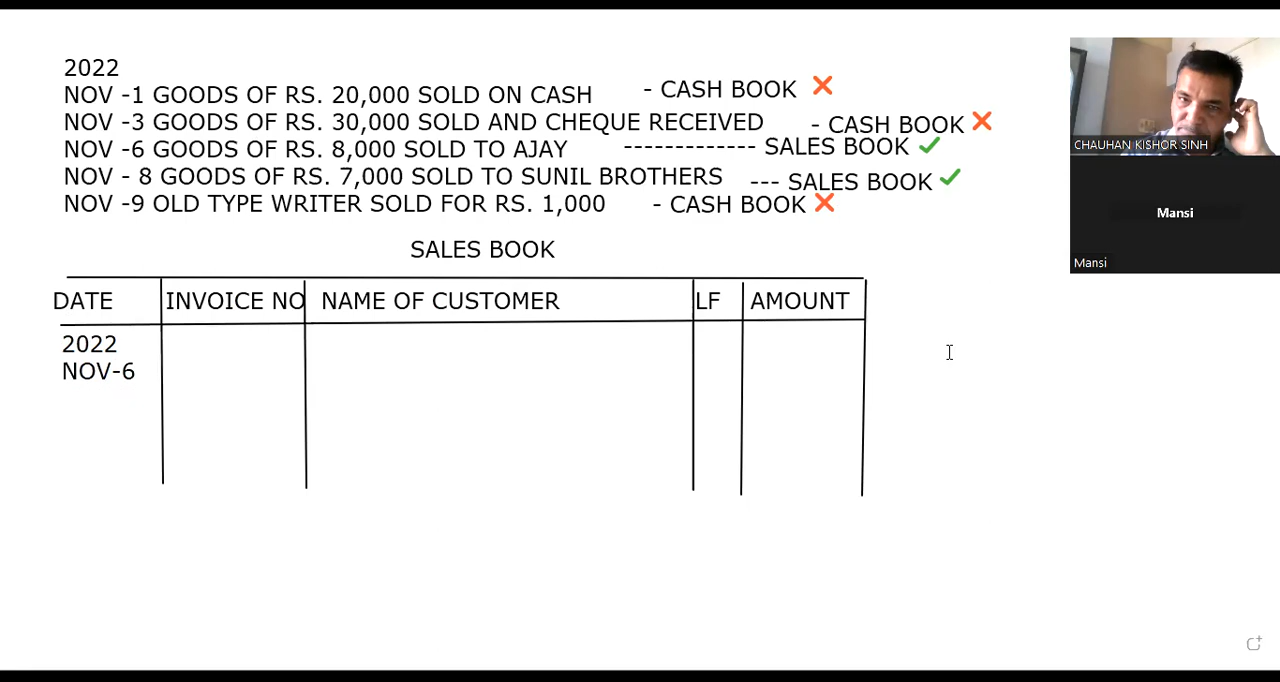 2022
NOV -1 GOODS OF RS. 20,000 SOLD ON CASH - CASH BOOK ❌
NOV -3 GOODS OF RS. 30,000 SOLD AND CHEQUE RECEIVED - CASH BOOK ❌
NOV -6 GOODS OF RS. 8,000 SOLD TO AJAY ------------- SALES BOOK ✔
NOV - 8 GOODS OF RS. 7,000 SOLD TO SUNIL BROTHERS --- SALES BOOK ✔
NOV -9 OLD TYPE WRITER SOLD FOR RS. 1,000 - CASH BOOK ❌
SALES BOOK
DATE INVOICE NO NAME OF CUSTOMER LF AMOUNT
2022
NOV-6
CHAUHAN KISHOR SINH
Mansi
Mansi